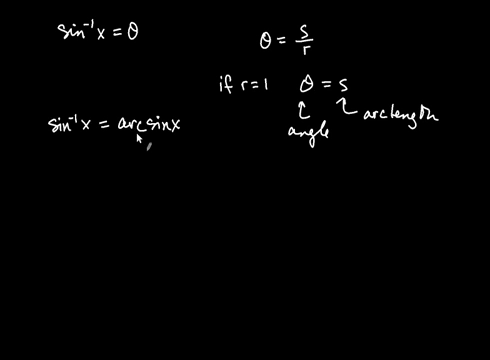 sin⁻¹x = θ
θ = s/r
if r=1 θ = s
angle
arclength
sin⁻¹x = arcsinx